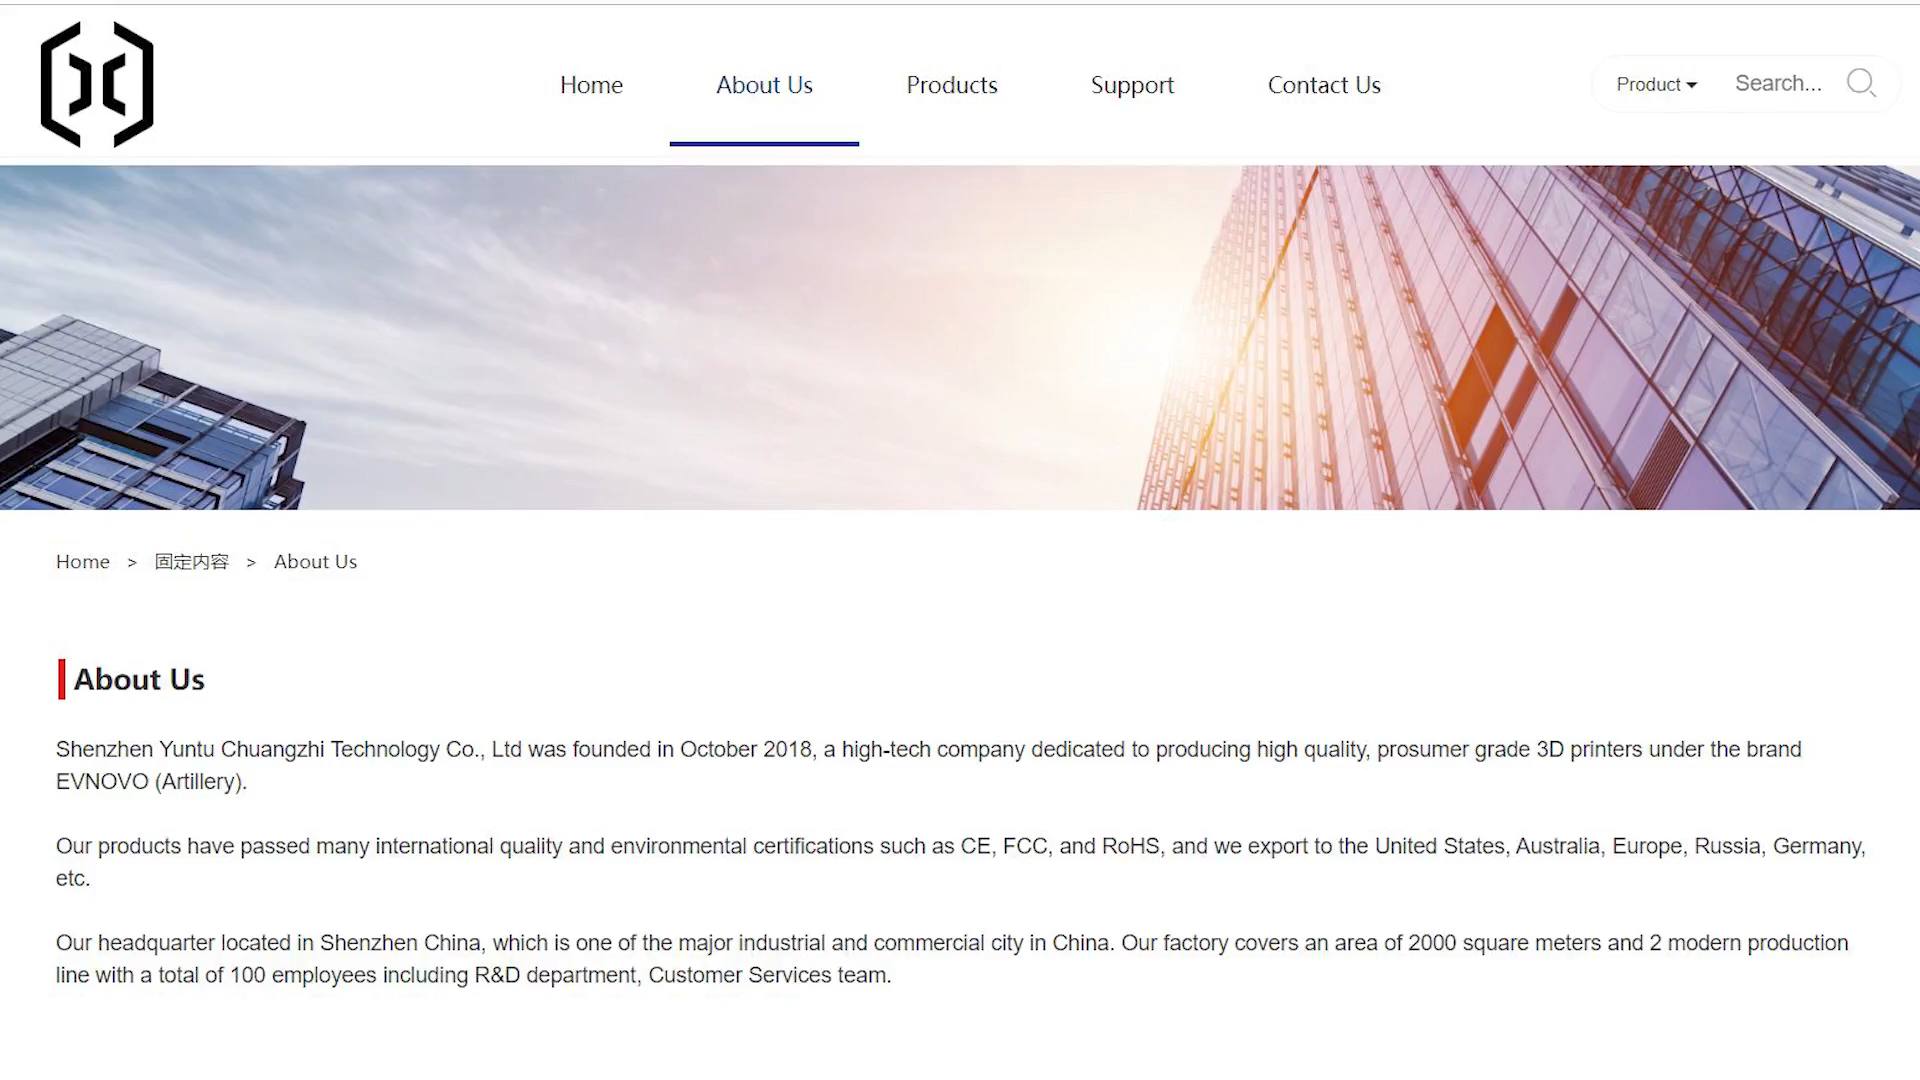 Home
About Us
Products
Support
Contact Us
Product
Search...
Home > 固定内容 > About Us
About Us
Shenzhen Yuntu Chuangzhi Technology Co., Ltd was founded in October 2018, a high-tech company dedicated to producing high quality, prosumer grade 3D printers under the brand
EVNOVO (Artillery).
Our products have passed many international quality and environmental certifications such as CE, FCC, and RoHS, and we export to the United States, Australia, Europe, Russia, Germany,
etc.
Our headquarter located in Shenzhen China, which is one of the major industrial and commercial city in China. Our factory covers an area of 2000 square meters and 2 modern production
line with a total of 100 employees including R&D department, Customer Services team.